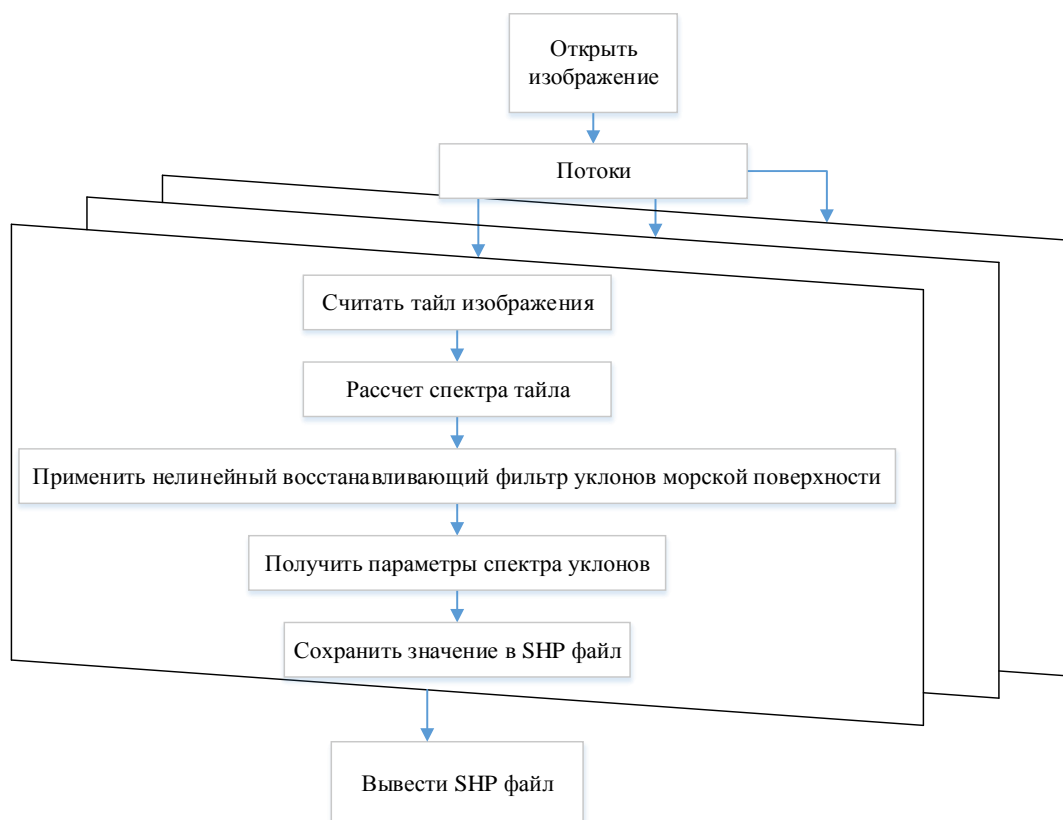 Открыть
изображение
Потоки
Считать тайл изображения
Рассчет спектра тайла
Применить нелинейный восстанавливающий фильтр уклонов морской поверхности
Получить параметры спектра уклонов
Сохранить значение в SHP файл
Вывести SHP файл